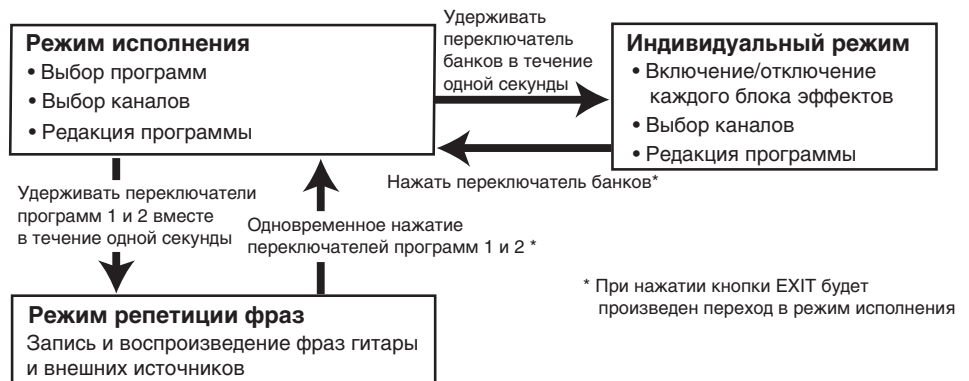 Режим исполнения
• Выбор программ
• Выбор каналов
• Редакция программы
Удерживать
переключатель
банков в течение
одной секунды
Индивидуальный режим
• Включение/отключение
каждого блока эффектов
• Выбор каналов
• Редакция программы
Нажать переключатель банков*
Удерживать переключатели
программ 1 и 2 вместе
в течение одной секунды
Одновременное нажатие
переключателей программ 1 и 2 *
* При нажатии кнопки EXIT будет
произведен переход в режим исполнения
Режим репетиции фраз
Запись и воспроизведение фраз гитары
и внешних источников